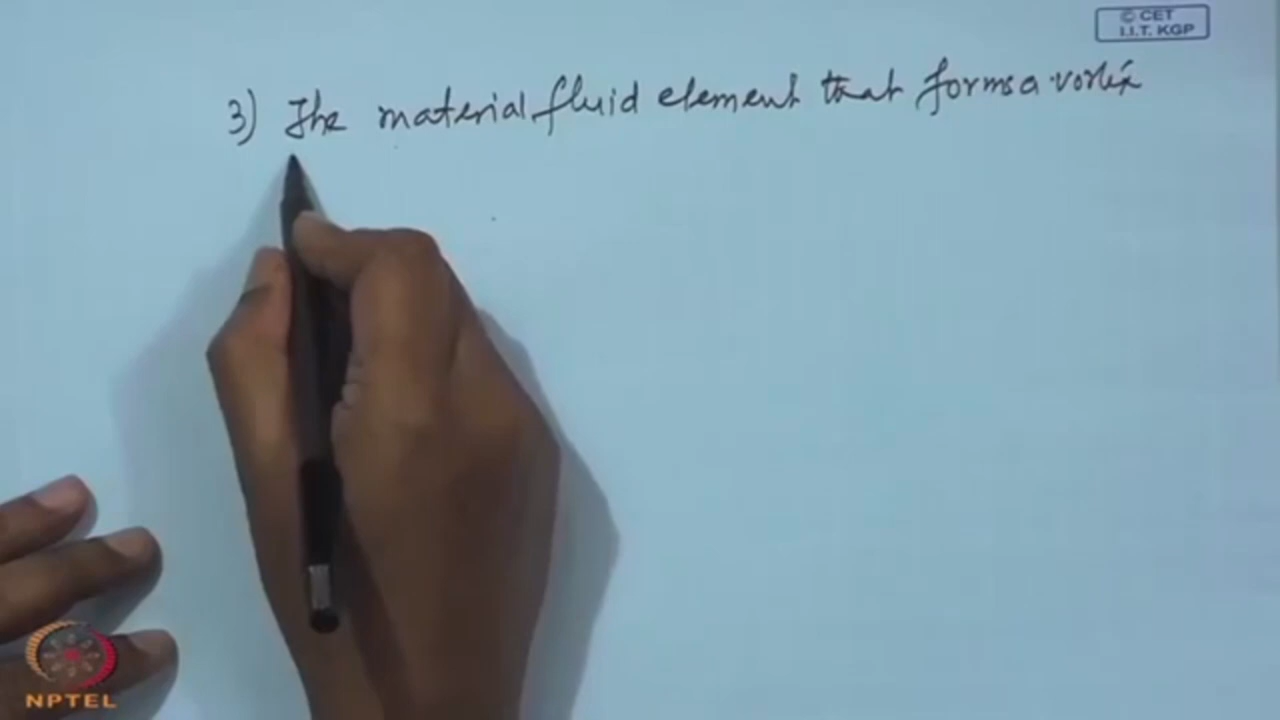 © CET
I.I.T. KGP
3) The material fluid element that forms a vortex
NPTEL